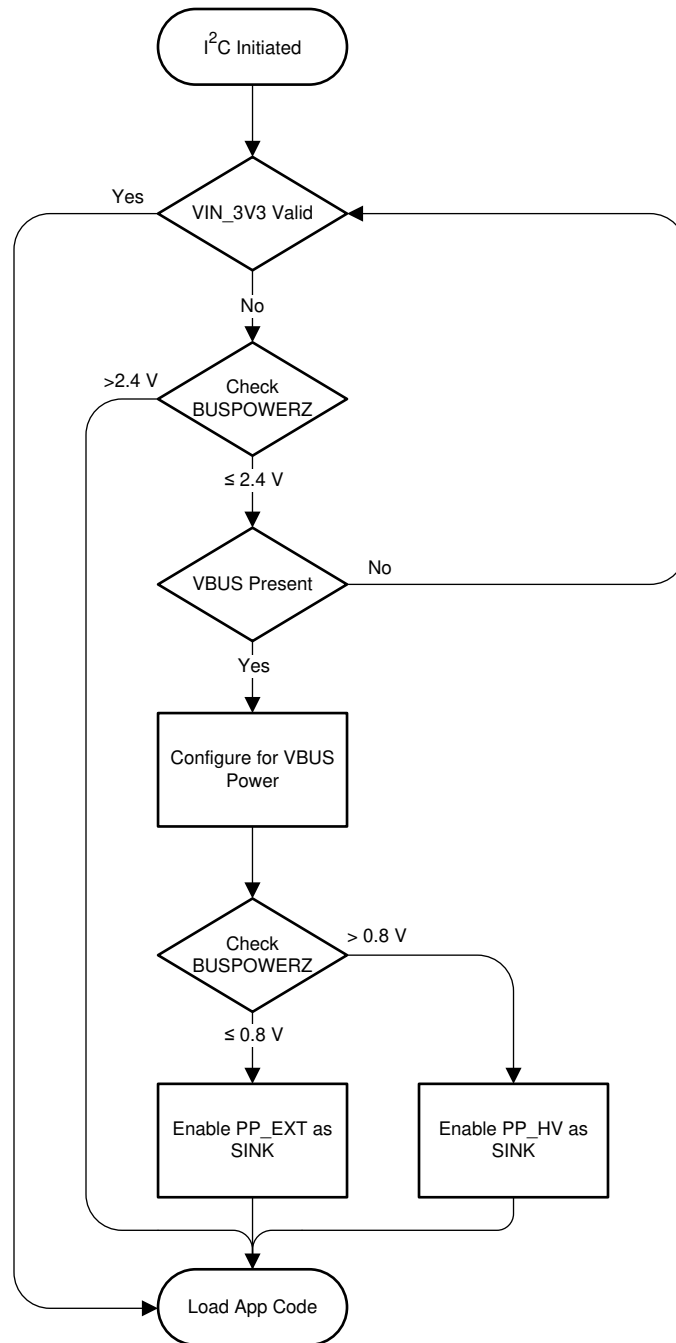 I²C Initiated
Yes
VIN_3V3 Valid
No
>2.4 V
Check
BUSPOWERZ
≤ 2.4 V
VBUS Present
No
Yes
Configure for VBUS
Power
Check
BUSPOWERZ
> 0.8 V
≤ 0.8 V
Enable PP_EXT as
SINK
Enable PP_HV as
SINK
Load App Code